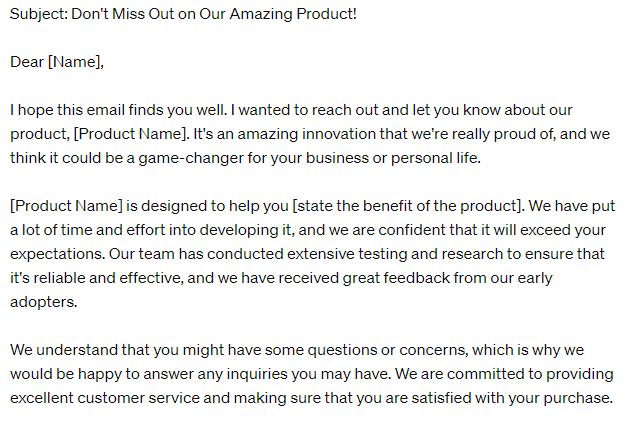 Subject: Don't Miss Out on Our Amazing Product!
Dear [Name],
I hope this email finds you well. I wanted to reach out and let you know about our
product, [Product Name]. It's an amazing innovation that we're really proud of, and we
think it could be a game-changer for your business or personal life.
[Product Name] is designed to help you [state the benefit of the product]. We have put
a lot of time and effort into developing it, and we are confident that it will exceed your
expectations. Our team has conducted extensive testing and research to ensure that
it's reliable and effective, and we have received great feedback from our early
adopters.
We understand that you might have some questions or concerns, which is why we
would be happy to answer any inquiries you may have. We are committed to providing
excellent customer service and making sure that you are satisfied with your purchase.